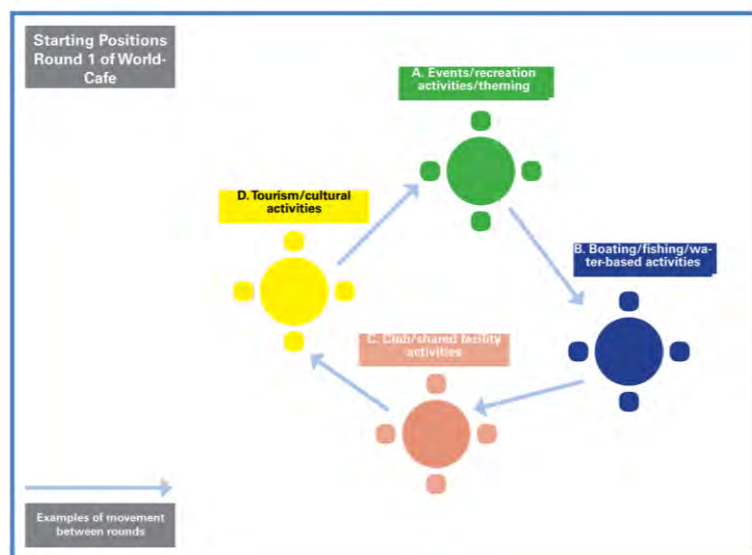 Starting Positions
Round 1 of World-
Cafe
A. Events/recreation
activities/theming
D. Tourism/cultural
activities
B. Boating/fishing/wa-
ter-based activities
C. Club/shared facility
activities
Examples of movement
between rounds